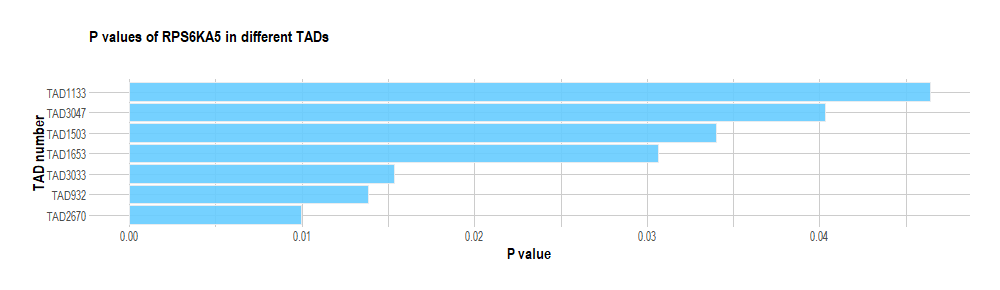 P values of RPS6KA5 in different TADs
TAD number
TAD1133
TAD3047
TAD1503
TAD1653
TAD3033
TAD932
TAD2670
0.00 0.01 0.02 0.03 0.04
P value